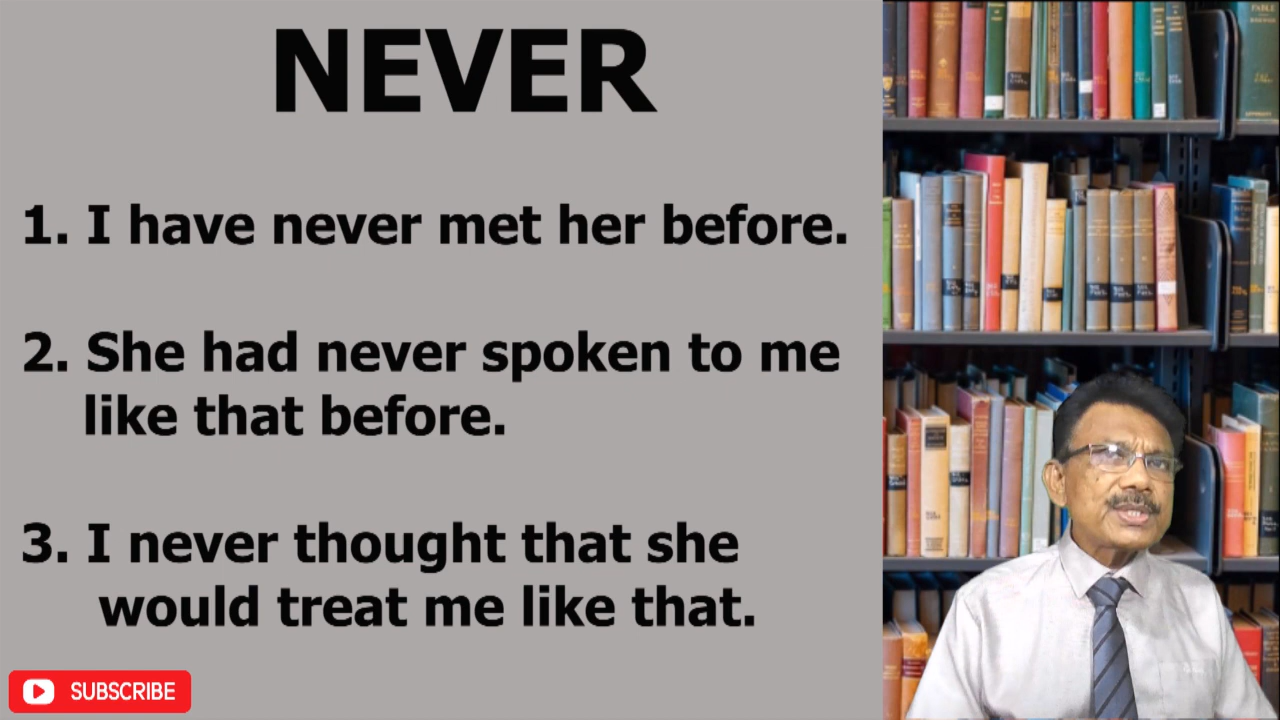 NEVER
1. I have never met her before.
2. She had never spoken to me
like that before.
3. I never thought that she
would treat me like that.
SUBSCRIBE